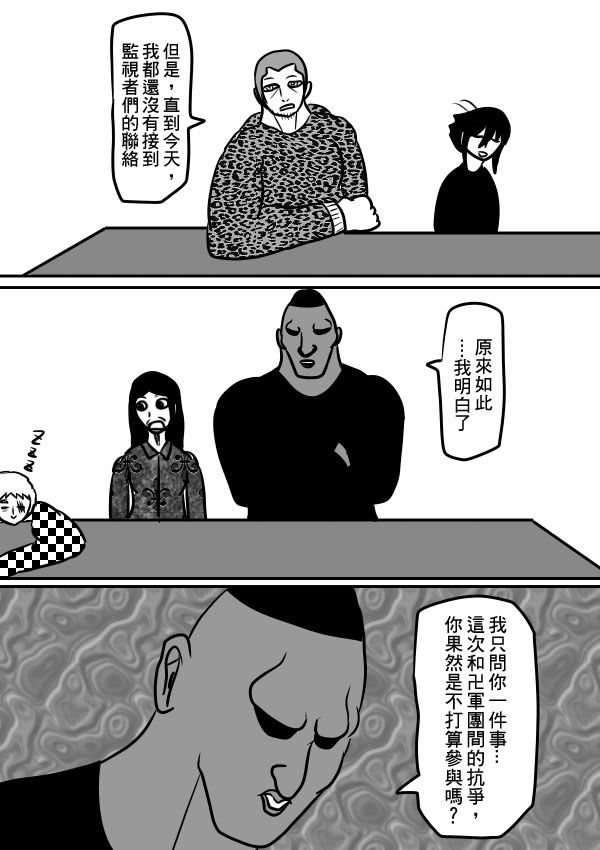 但是，直到今天，
我都還沒有接到
監視者們的聯絡
原來如此
…我明白了
zzzz
我只問你一件事…
這次和卍軍團間的抗爭，
你果然是不打算參與嗎？